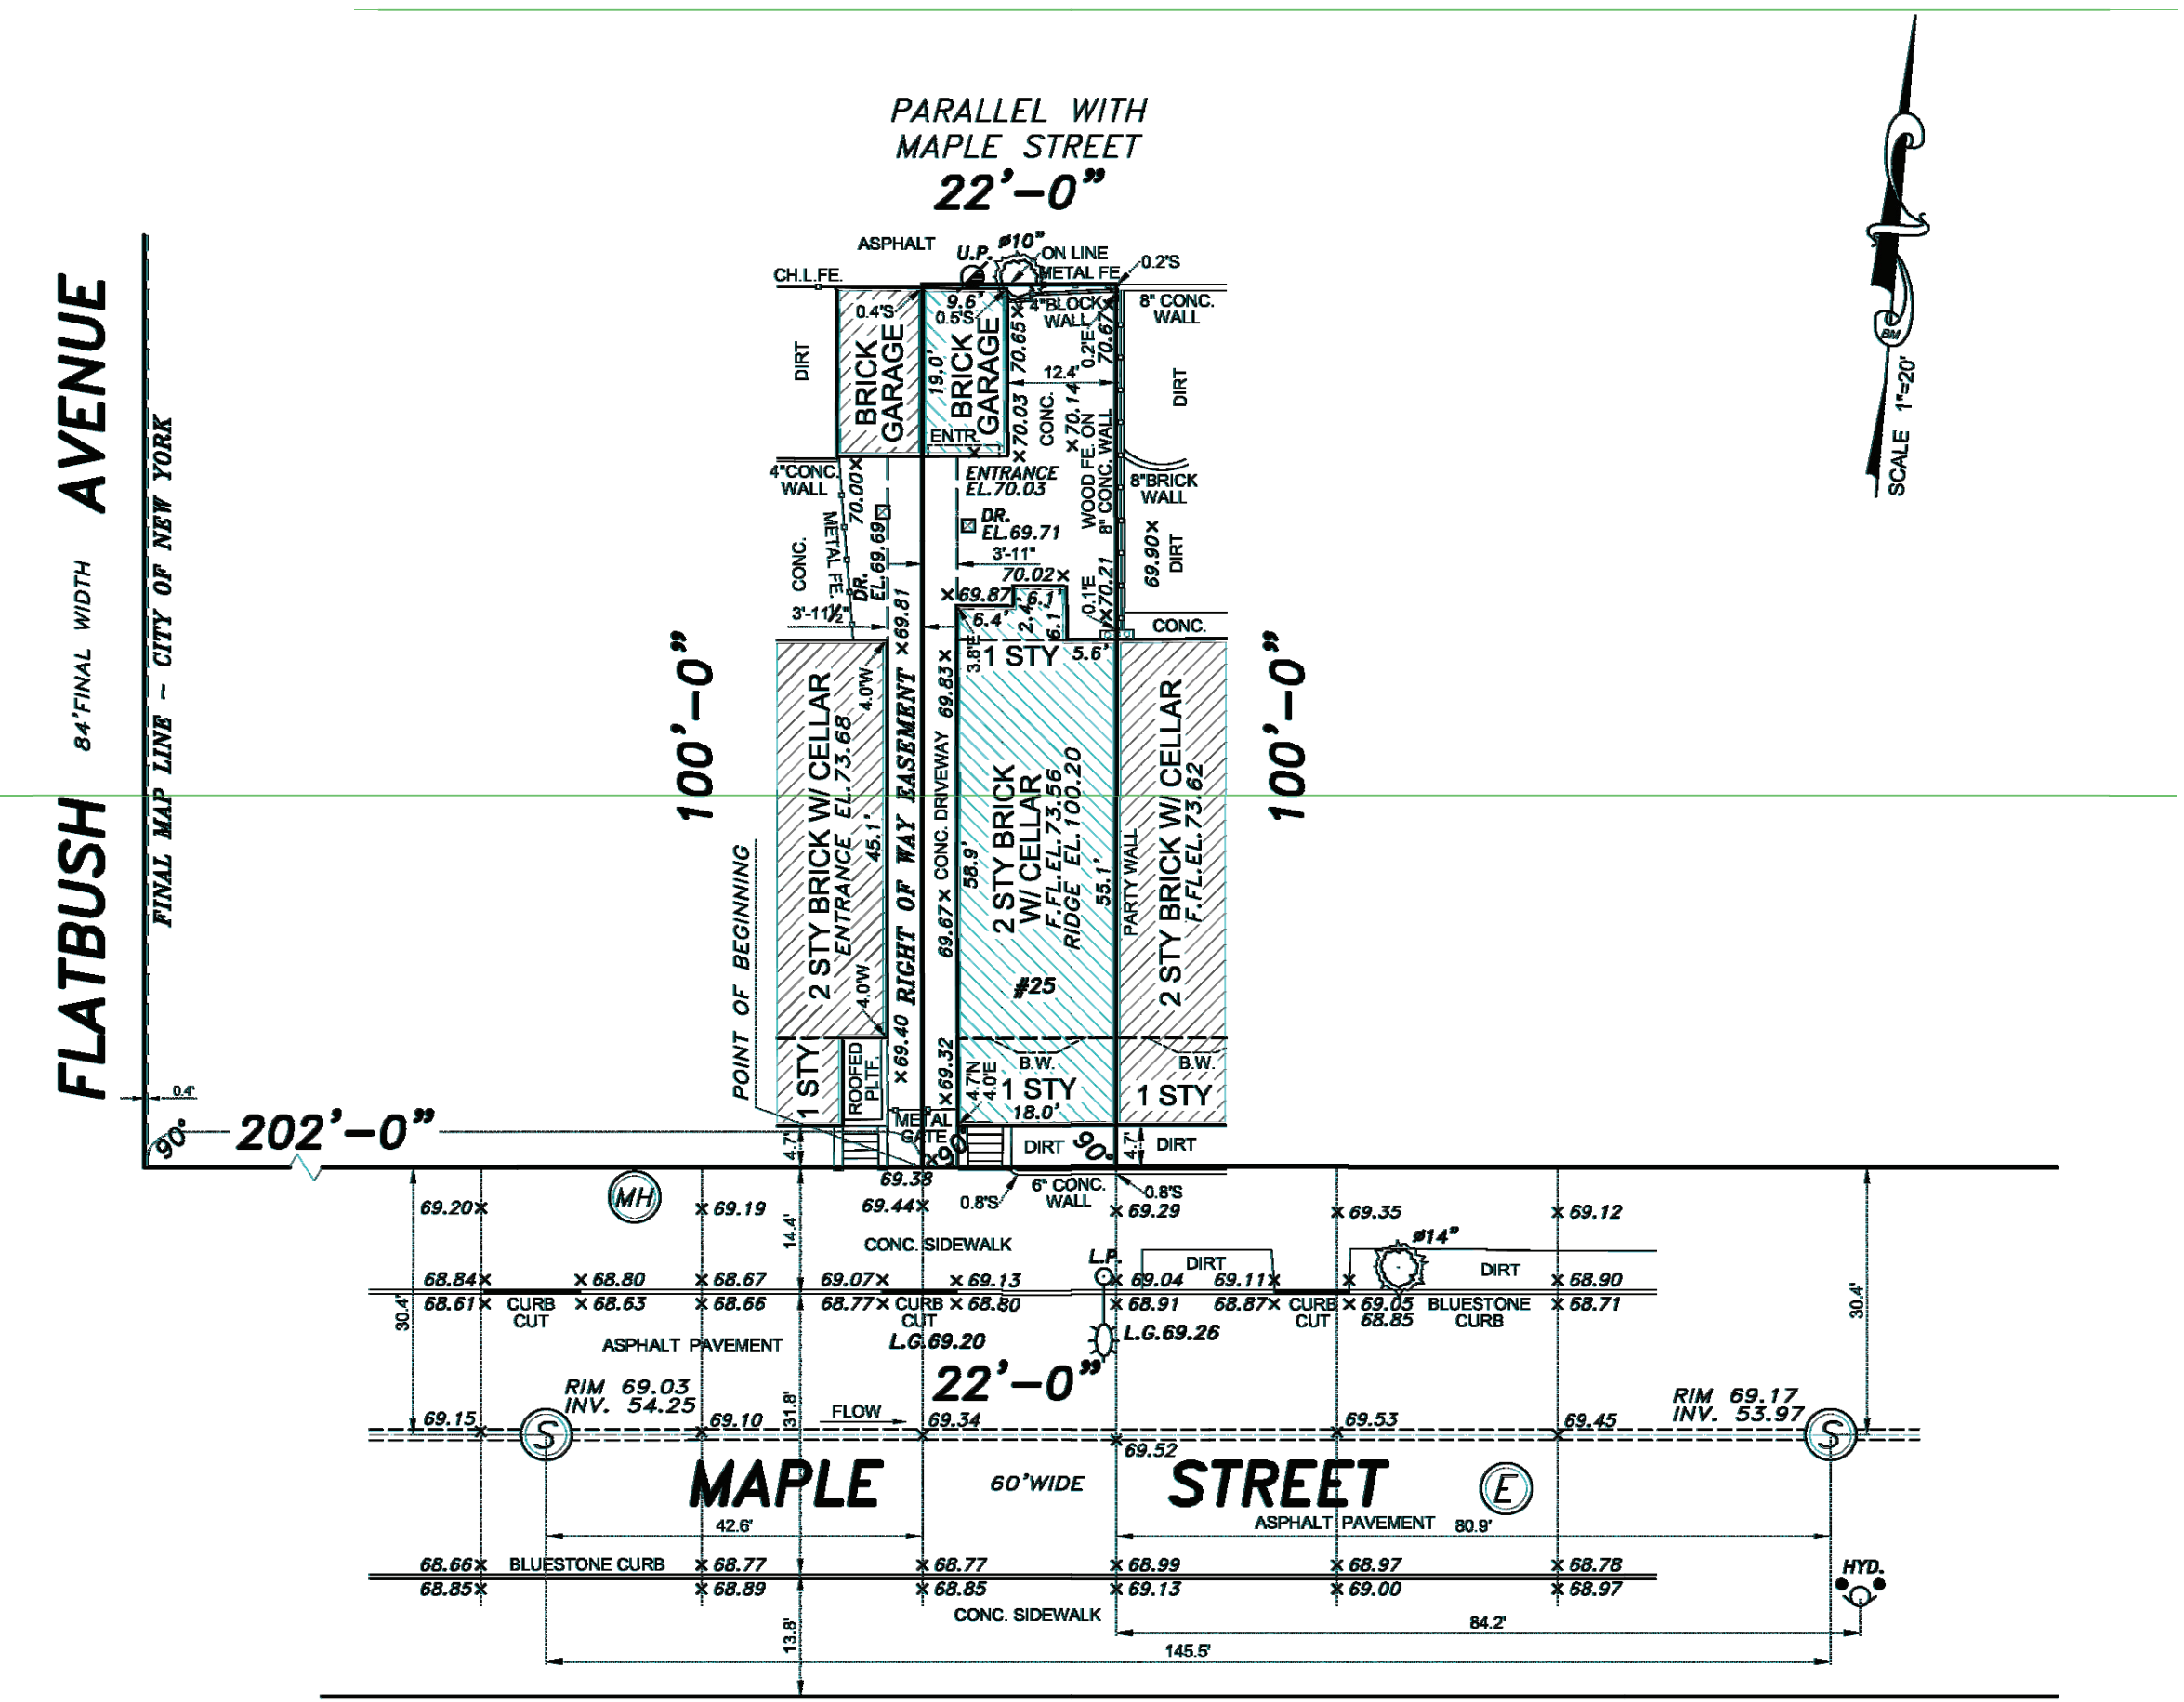 PARALLEL WITH
MAPLE STREET
22'-0"
ASPHALT
U.P.
ø10"
ON LINE
METAL FE.
0.2'S
CH.L.FE.
0.4'S
9.6'
0.5'S
4"BLOCK
WALL
8" CONC.
WALL
DIRT
BRICK
GARAGE
19.0'
BRICK
GARAGE
ENTR.
70.65
0.2'E
70.67
12.4'
70.03
CONC.
70.14
WOOD FE. ON
8" CONC. WALL
DIRT
BM
SCALE 1"=20'
4"CONC.
WALL
70.00
METAL FE.
CONC.
DR.
EL.69.69
ENTRANCE
EL.70.03
DR.
EL.69.71
3'-11"
8"BRICK
WALL
69.90
DIRT
70.02
69.87
6.1'
6.4'
2.4'
6.1'
0.1'E
70.21
CONC.
3'-11½"
69.81
3.8'E
1 STY
5.6'
FLATBUSH AVENUE
84'FINAL WIDTH
FINAL MAP LINE - CITY OF NEW YORK
100'-0"
100'-0"
2 STY BRICK W/ CELLAR
ENTRANCE EL.73.68
4.0'W
45.1'
4.0'W
RIGHT OF WAY EASEMENT
69.40
69.83
CONC. DRIVEWAY
69.67
69.32
58.9'
2 STY BRICK
W/ CELLAR
F.FL.EL.73.56
RIDGE EL.100.20
55.1'
PARTY WALL
#25
2 STY BRICK W/ CELLAR
F.FL.EL.73.62
POINT OF BEGINNING
1 STY
ROOFED
PLTF.
4.7'N
4.0'E
B.W.
1 STY
18.0'
B.W.
1 STY
METAL
GATE
0.4'
90°
202'-0"
4.7'
90°
DIRT
90°
4.7'
DIRT
69.38
6" CONC.
WALL
0.8'S
0.8'S
69.20
MH
69.19
69.44
69.29
69.35
69.12
14.4'
CONC. SIDEWALK
L.P.
DIRT
ø14"
DIRT
68.84
68.80
68.67
69.07
69.13
69.04
69.11
68.90
68.61
CURB
CUT
68.63
68.66
68.77
CURB
CUT
68.80
68.91
68.87
CURB
CUT
69.05
68.85
BLUESTONE
CURB
68.71
30.4'
30.4'
ASPHALT PAVEMENT
L.G.69.20
L.G.69.26
22'-0"
RIM 69.03
INV. 54.25
RIM 69.17
INV. 53.97
69.15
S
69.10
31.8'
FLOW
69.34
69.52
69.53
69.45
S
MAPLE STREET
60'WIDE
E
42.6'
ASPHALT PAVEMENT
80.9'
68.66
BLUESTONE CURB
68.77
68.77
68.99
68.97
68.78
68.85
68.89
68.85
69.13
69.00
68.97
HYD.
13.8'
CONC. SIDEWALK
84.2'
145.5'